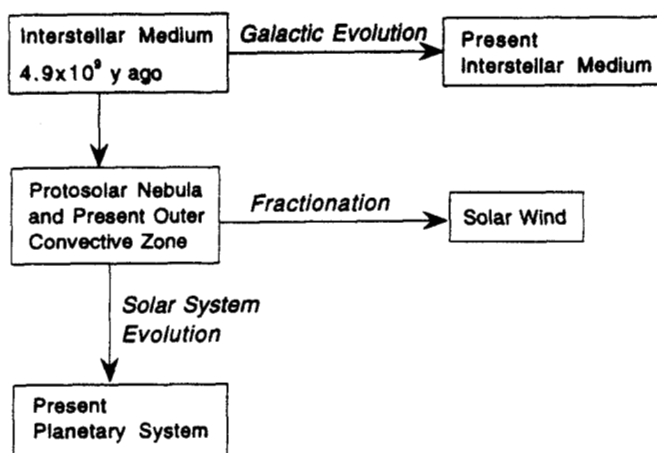 Interstellar Medium
4.9x10⁹ y ago
Galactic Evolution
Present
Interstellar Medium
Protosolar Nebula
and Present Outer
Convective Zone
Fractionation
Solar Wind
Solar System
Evolution
Present
Planetary System